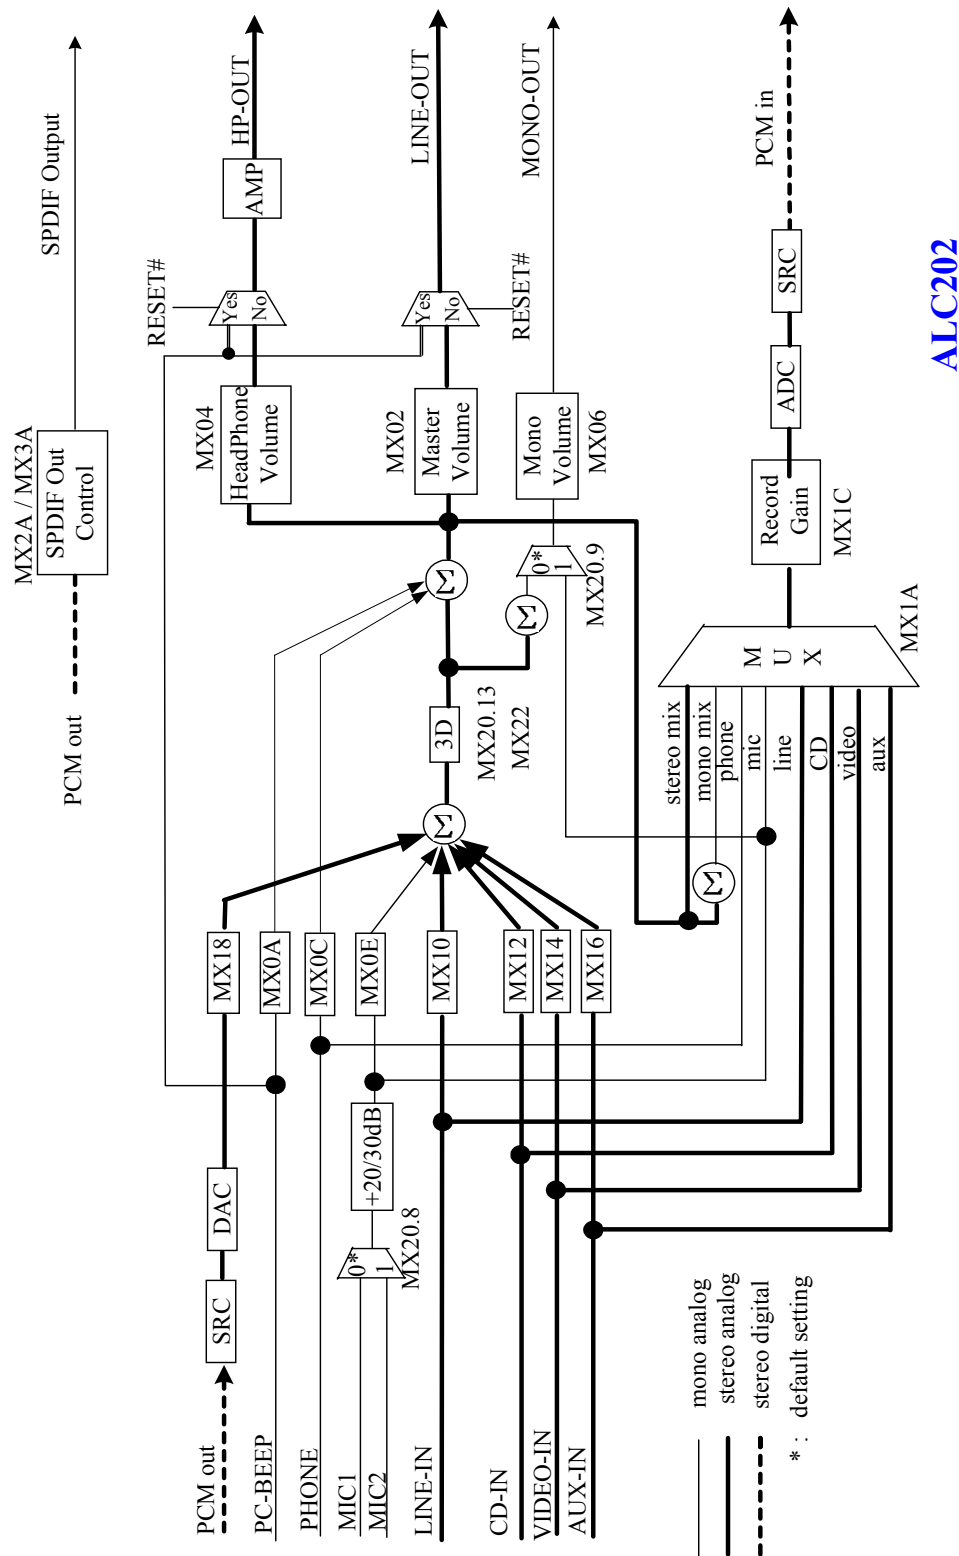 MX2A / MX3A
PCM out
SPDIF Out
Control
SPDIF Output
RESET#
MX04
HeadPhone
Volume
Yes
No
AMP
HP-OUT
PCM out
SRC
DAC
MX18
PC-BEEP
MX0A
PHONE
MX0C
MIC1
MIC2
0*
1
MX20.8
+20/30dB
MX0E
LINE-IN
MX10
Σ
3D
MX20.13
MX22
Σ
MX02
Master
Volume
Yes
No
RESET#
LINE-OUT
Σ
0*
1
MX20.9
Mono
Volume
MX06
MONO-OUT
CD-IN
MX12
VIDEO-IN
MX14
AUX-IN
MX16
Σ
stereo mix
mono mix
phone
mic
line
CD
video
aux
M
U
X
MX1A
Record
Gain
MX1C
ADC
SRC
PCM in
mono analog
stereo analog
stereo digital
* : default setting
ALC202